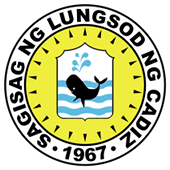 SAGISAG NG LUNGSOD NG CADIZ
• 1967 •